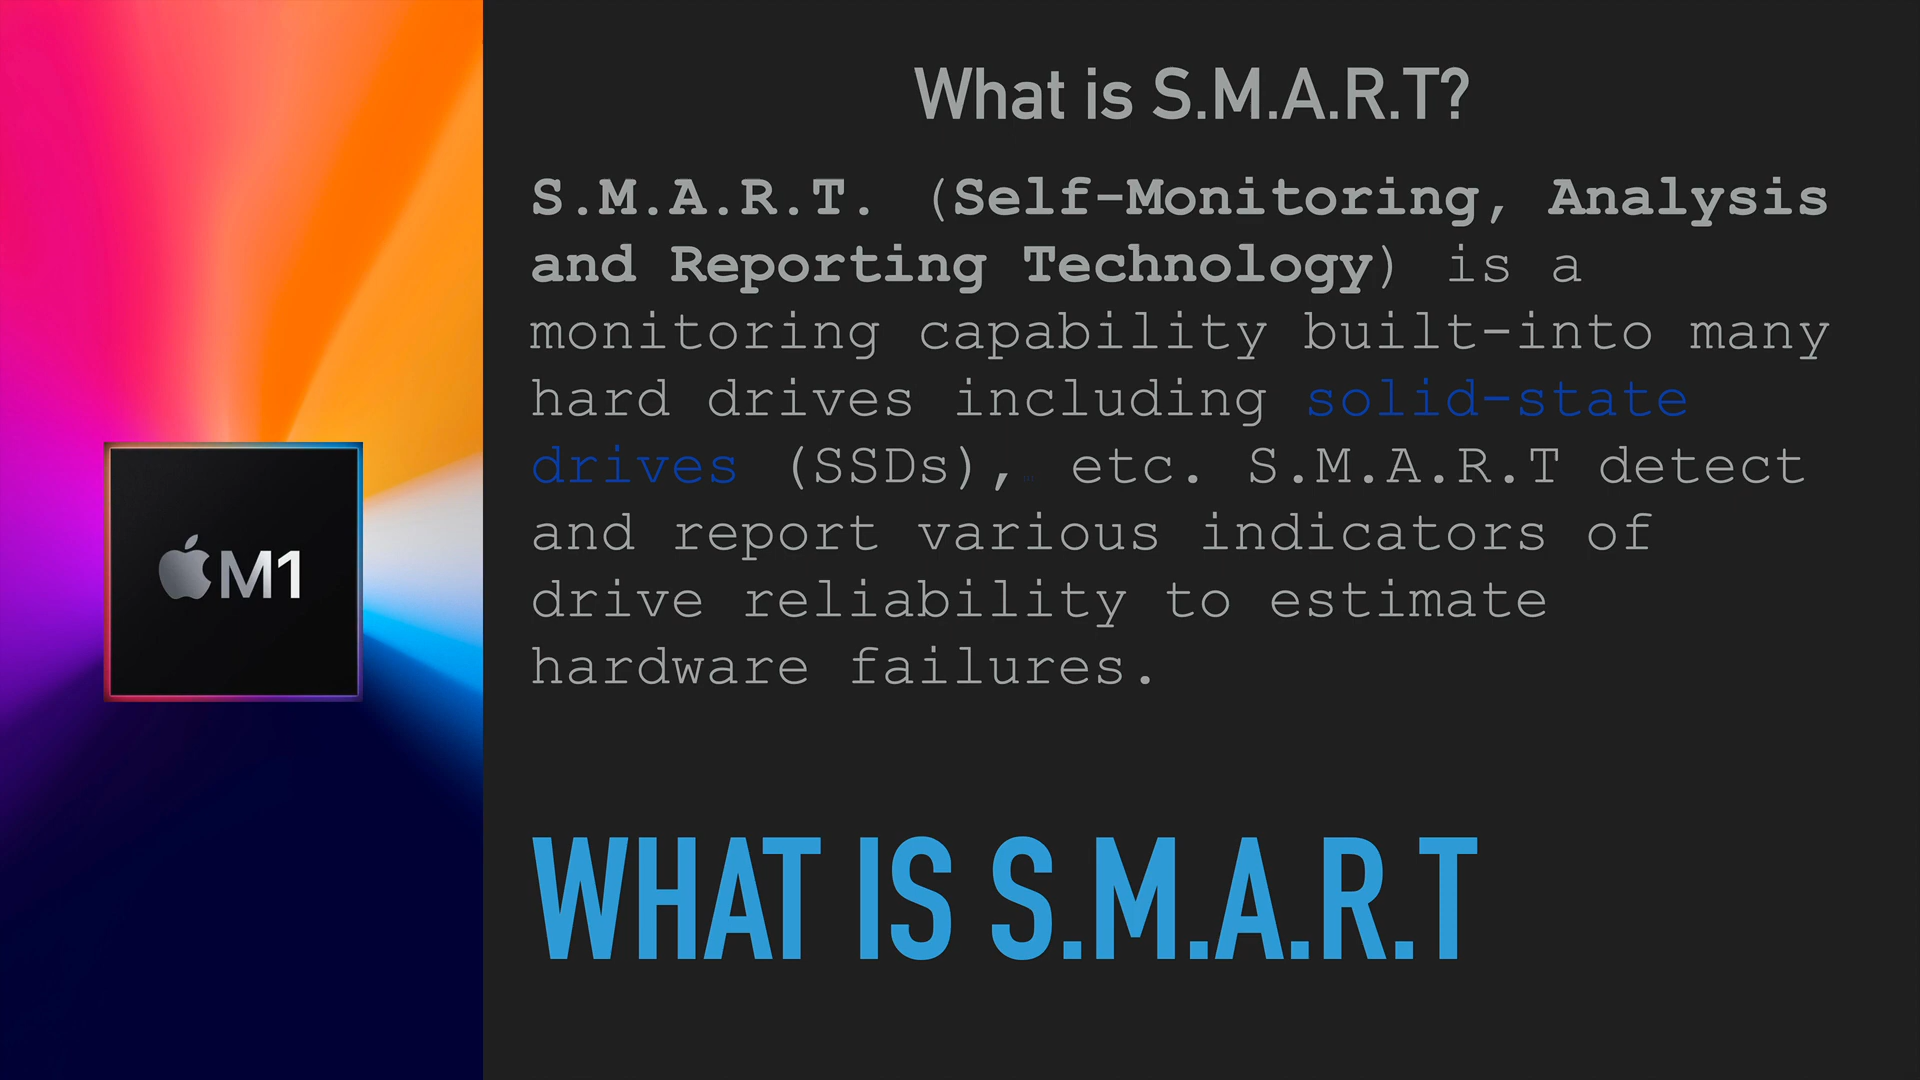 What is S.M.A.R.T?
S.M.A.R.T. (Self-Monitoring, Analysis
and Reporting Technology) is a
monitoring capability built-into many
hard drives including solid-state
drives (SSDs), etc. S.M.A.R.T detect
and report various indicators of
drive reliability to estimate
hardware failures.
M1
WHAT IS S.M.A.R.T